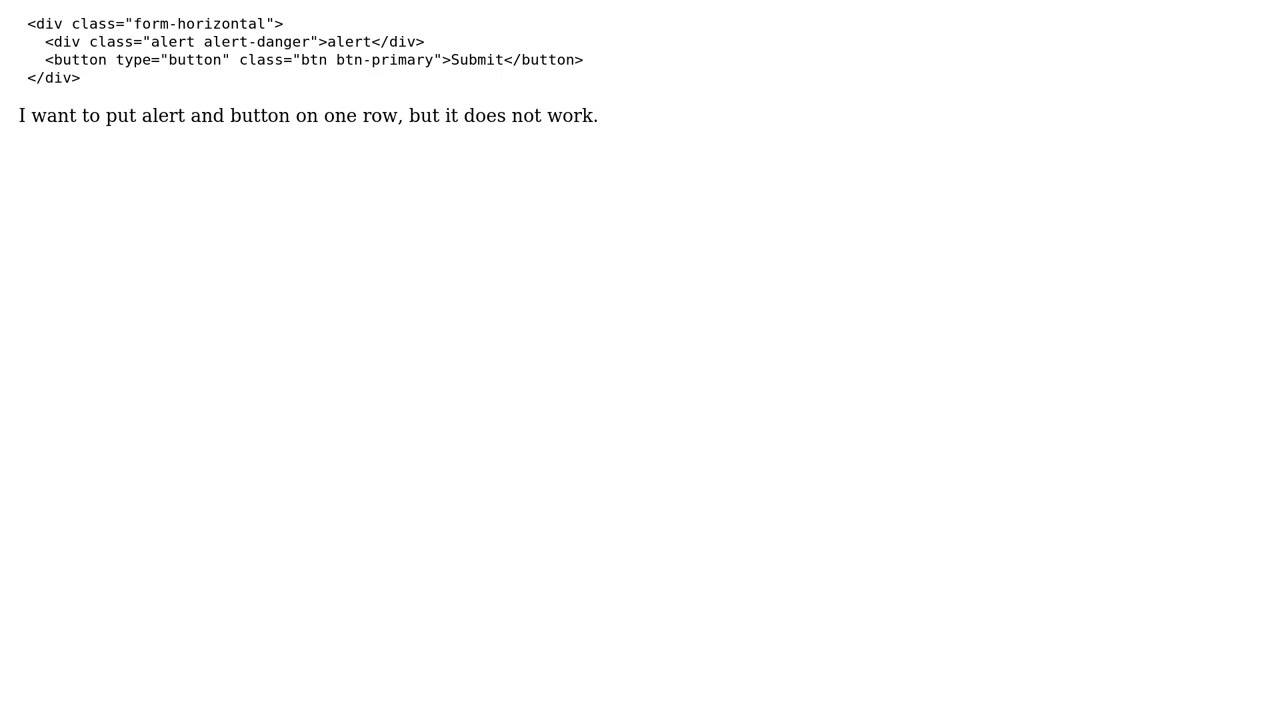 <div class="form-horizontal">
  <div class="alert alert-danger">alert</div>
  <button type="button" class="btn btn-primary">Submit</button>
</div>
I want to put alert and button on one row, but it does not work.